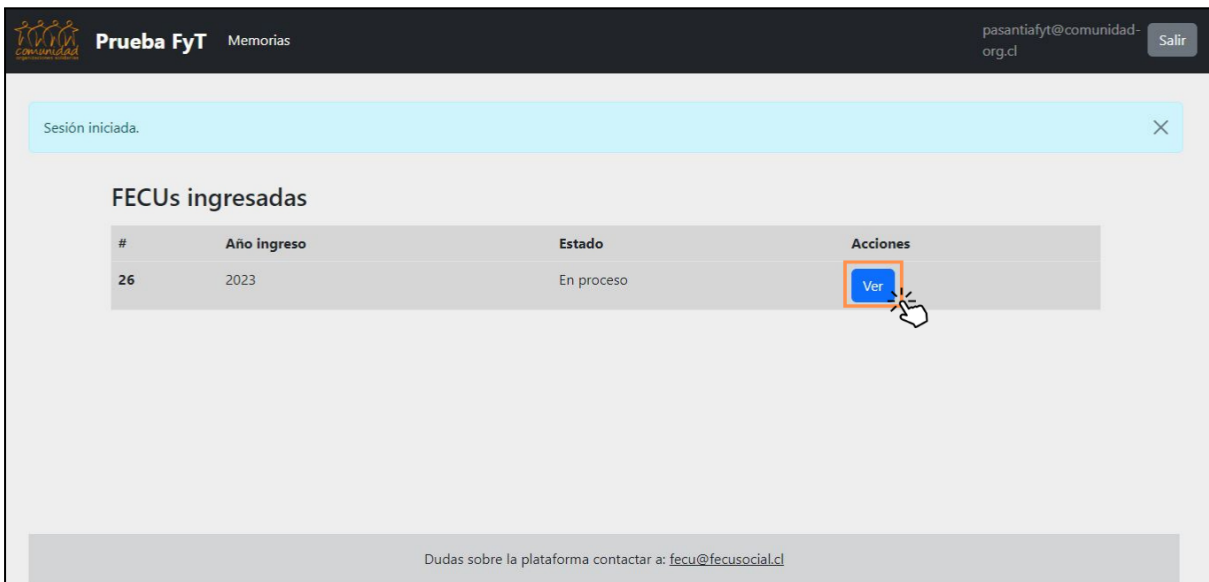 comunidad
Prueba FyT Memorias
pasantiafyt@comunidad-
org.cl
Salir
Sesión iniciada.
FECUs ingresadas
# Año ingreso Estado Acciones
26 2023 En proceso Ver
Dudas sobre la plataforma contactar a: fecu@fecusocial.cl